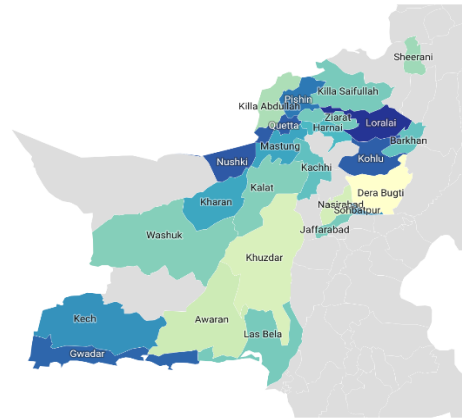 Sheerani
Killa Saifullah
Pishin
Killa Abdullah
Ziarat
Loralai
Quetta
Harnai
Barkhan
Mastung
Kohlu
Nushki
Kachhi
Kalat
Dera Bugti
Kharan
Nasirabad
Sohbatpur
Jaffarabad
Washuk
Khuzdar
Kech
Awaran
Las Bela
Gwadar